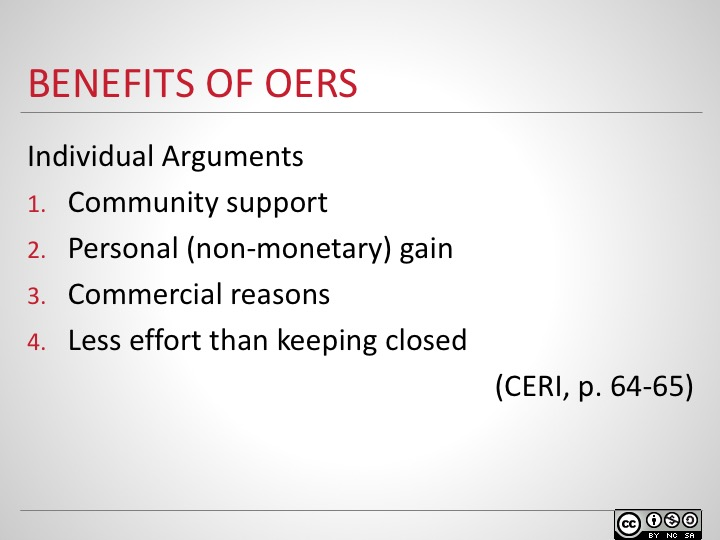 BENEFITS OF OERS
Individual Arguments
1. Community support
2. Personal (non-monetary) gain
3. Commercial reasons
4. Less effort than keeping closed
(CERI, p. 64-65)
cc
BY NC SA